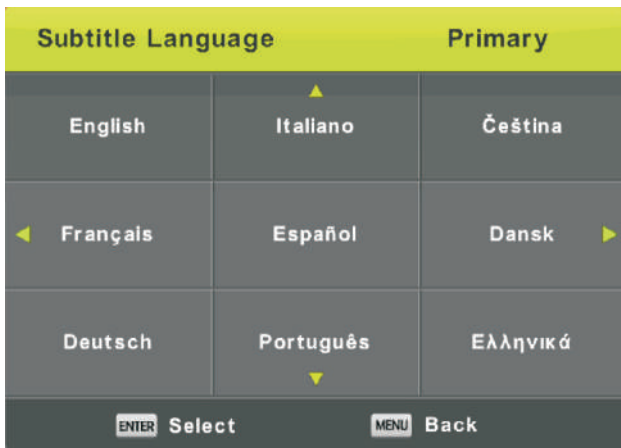 Subtitle Language Primary
English Italiano Čeština
Français Español Dansk
Deutsch Português Ελληνικά
ENTER Select MENU Back